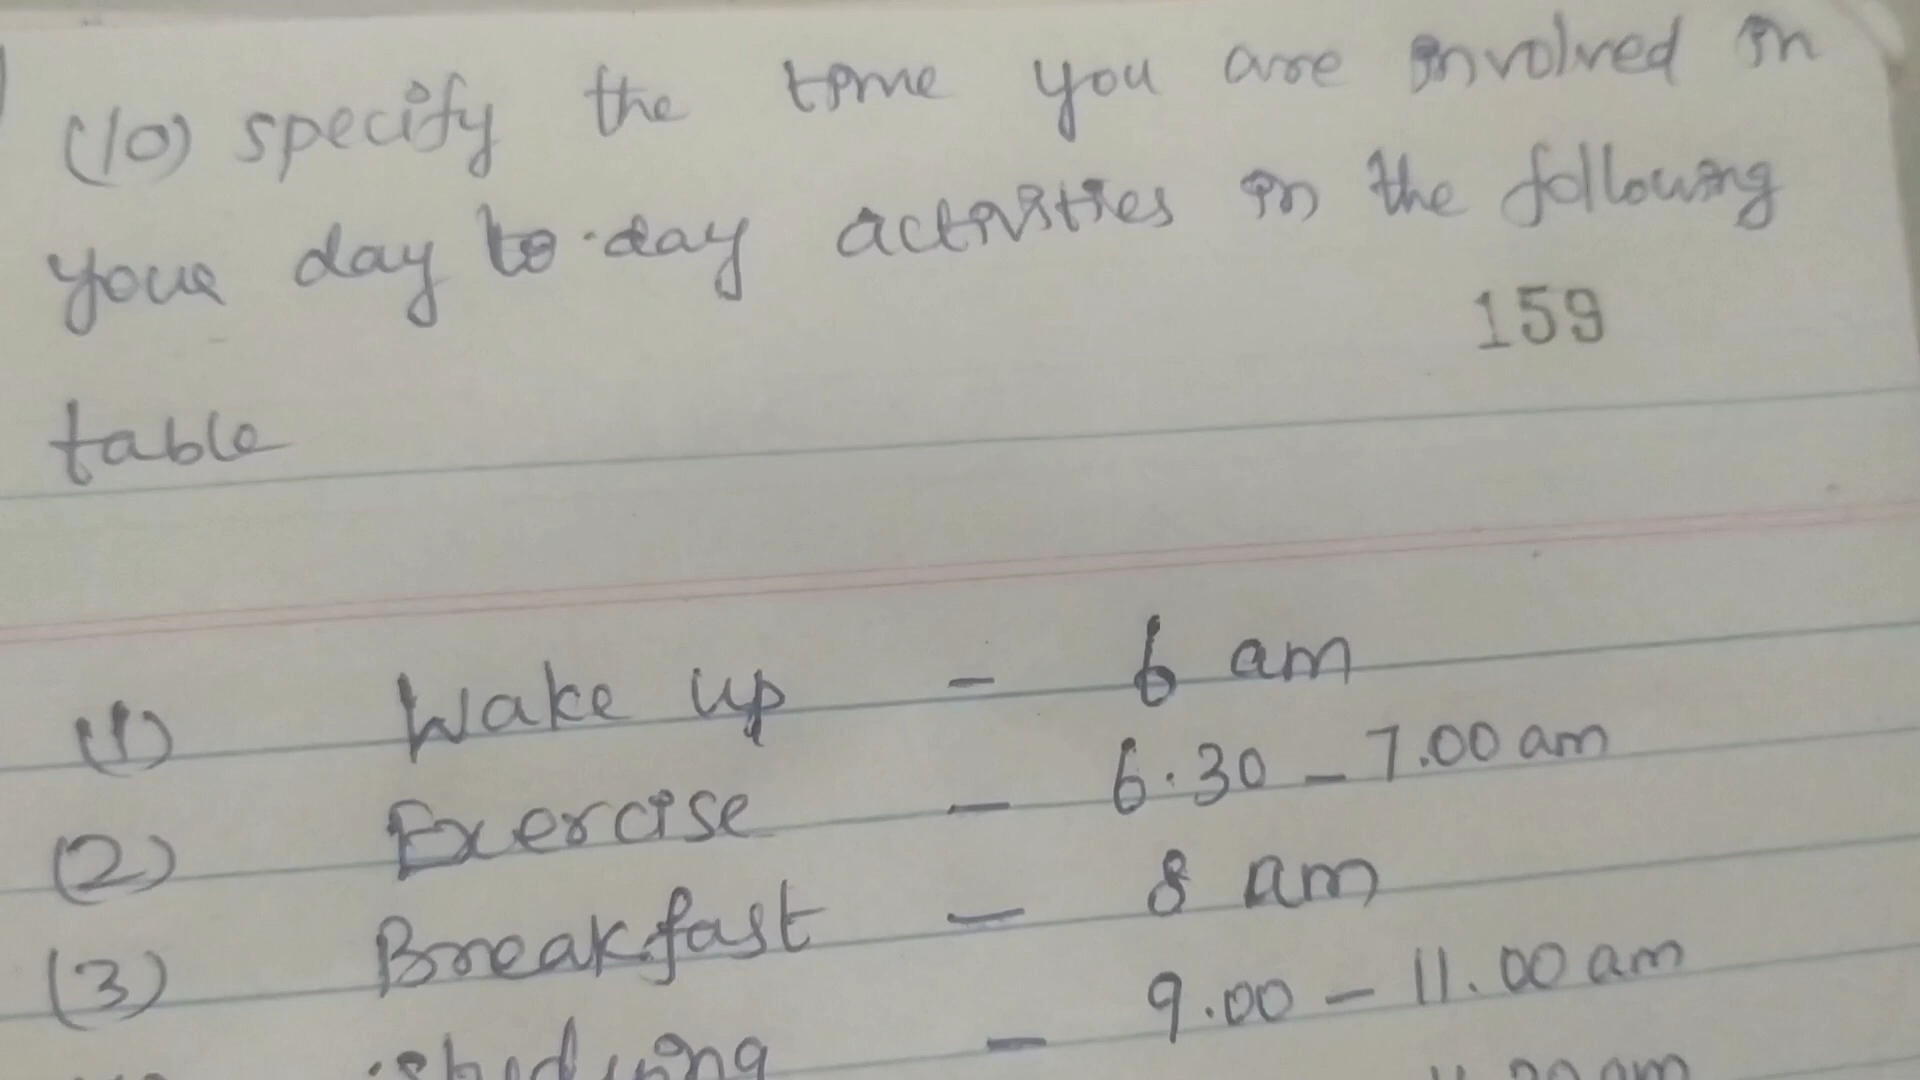 (10) specify the time you are involved in
your day to-day activities in the following
159
table
(1) Wake up - 6 am
(2) Exercise - 6.30 - 7.00 am
(3) Breakfast - 8 am
studying - 9.00 - 11.00 am